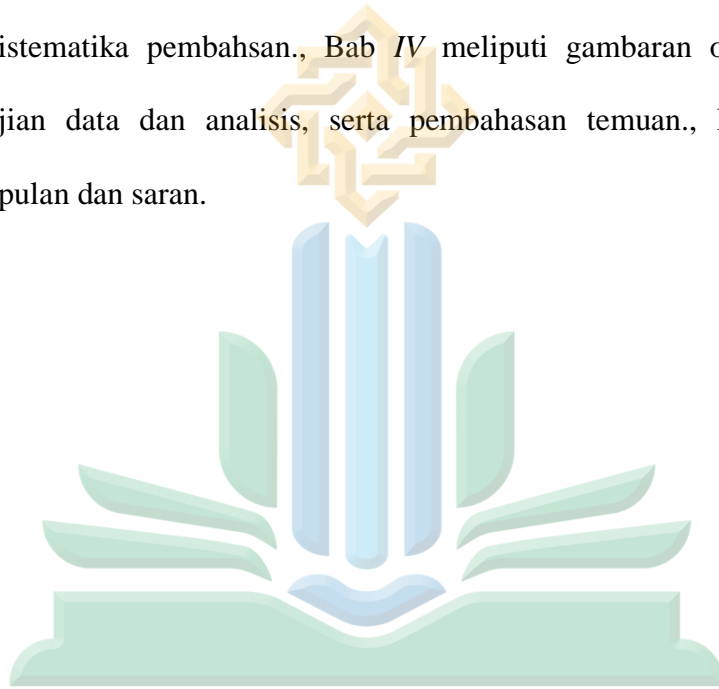 istematika pembahsan., Bab IV meliputi gambaran
jian data dan analisis, serta pembahasan temuan.,
pulan dan saran.